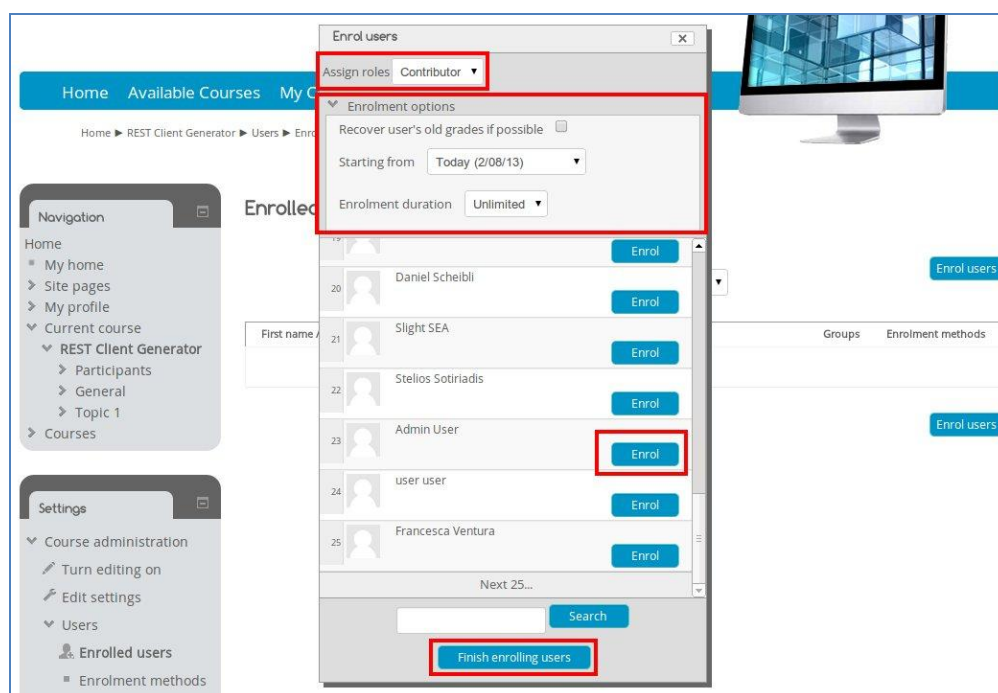 Home Available Courses My C
Home ► REST Client Generator ► Users ► Enro
Navigation
Home
My home
Site pages
My profile
Current course
REST Client Generator
Participants
General
Topic 1
Courses
Settings
Course administration
Turn editing on
Edit settings
Users
Enrolled users
Enrolment methods
Enrolled
Enrol users
First name / Groups Enrolment methods
Enrol users
Enrol users
Assign roles Contributor
Enrolment options
Recover user's old grades if possible
Starting from Today (2/08/13)
Enrolment duration Unlimited
19 Enrol
20 Daniel Scheibli
Enrol
21 Slight SEA
Enrol
22 Stelios Sotiriadis
Enrol
23 Admin User
Enrol
24 user user
Enrol
25 Francesca Ventura
Enrol
Next 25...
Search
Finish enrolling users